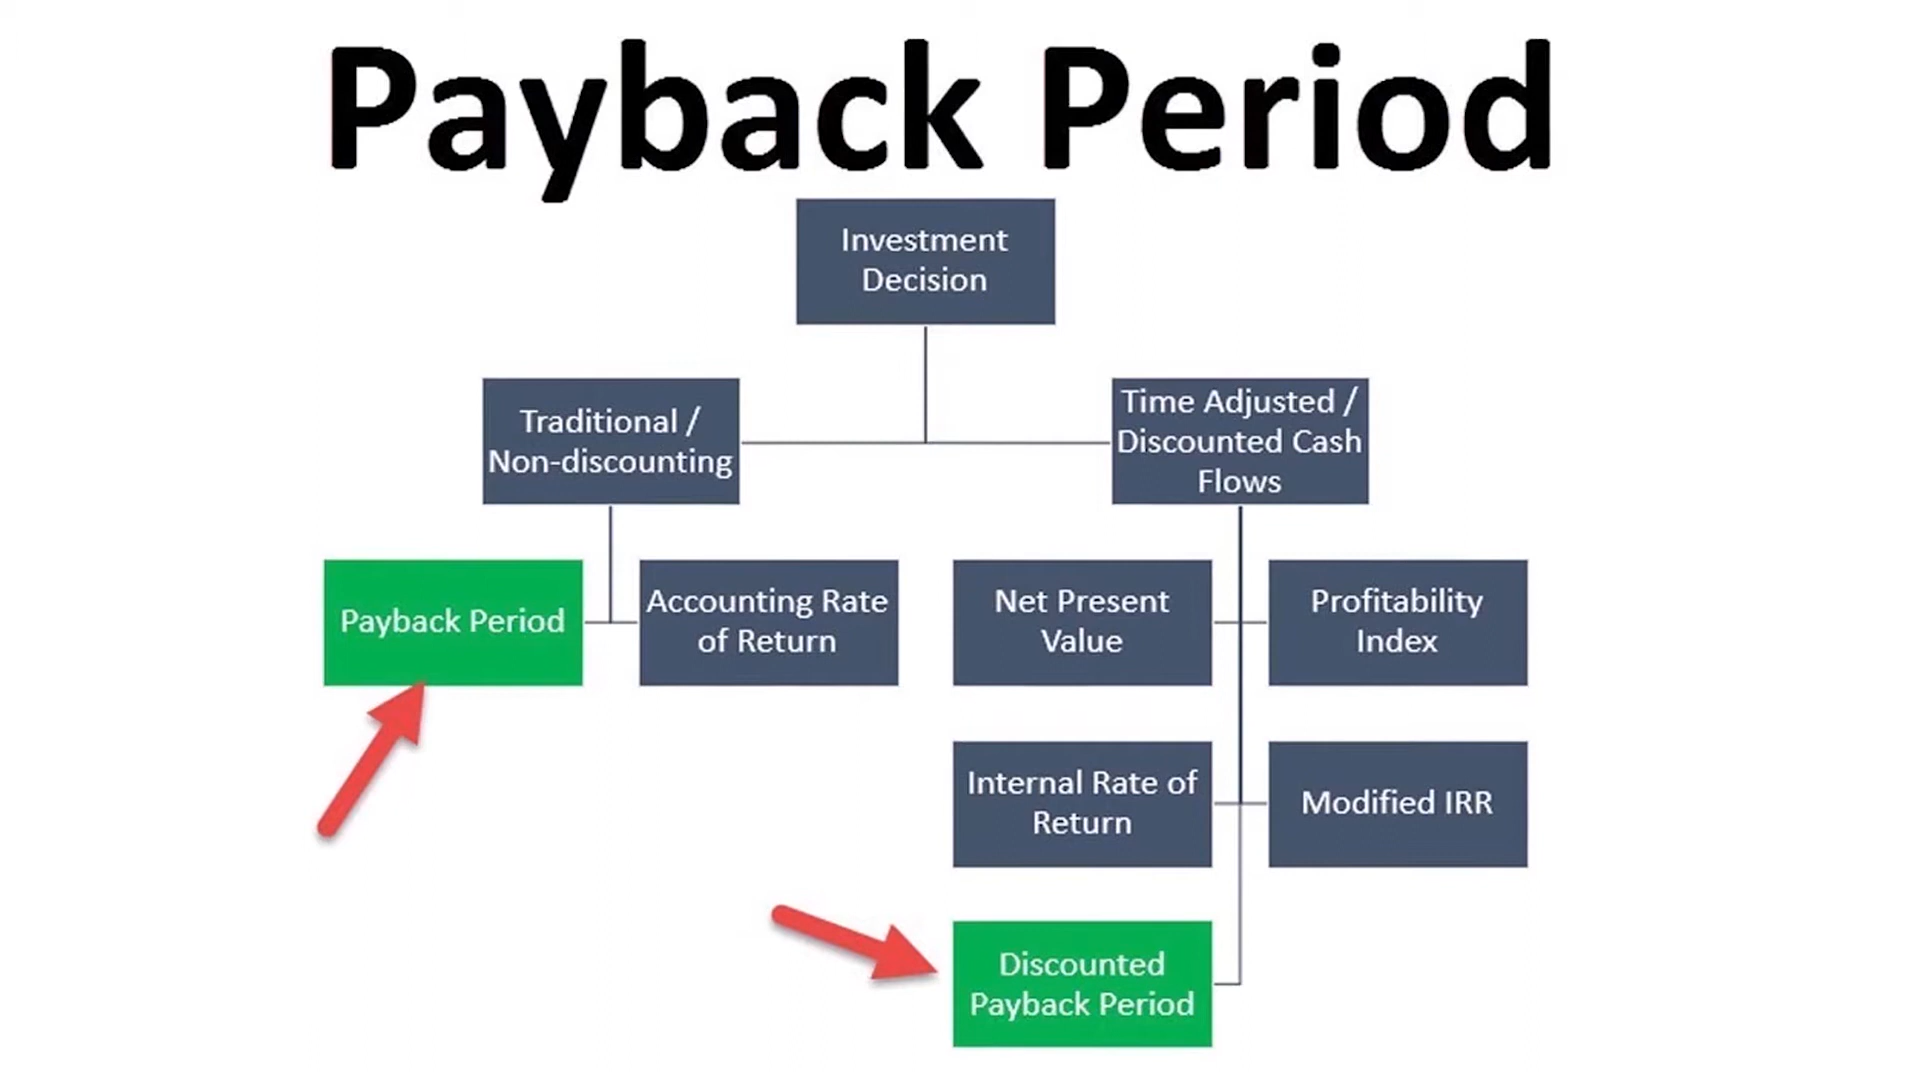 Payback Period
Investment
Decision
Traditional /
Non-discounting
Time Adjusted /
Discounted Cash
Flows
Payback Period
Accounting Rate
of Return
Net Present
Value
Profitability
Index
Internal Rate of
Return
Modified IRR
Discounted
Payback Period